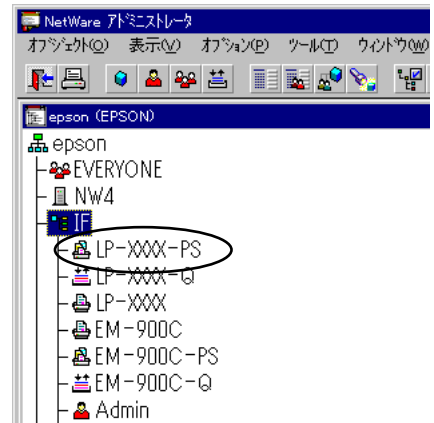 NetWare ｱﾄﾞﾐﾆｽﾄﾚｰﾀ
ｵﾌﾞｼﾞｪｸﾄ(O) 表示(V) ｵﾌﾟｼｮﾝ(P) ﾂｰﾙ(T) ｳｨﾝﾄﾞｳ(W)
epson (EPSON)
epson
EVERYONE
NW4
IF
LP-XXXX-PS
LP-XXXX-Q
LP-XXXX
EM-900C
EM-900C-PS
EM-900C-Q
Admin